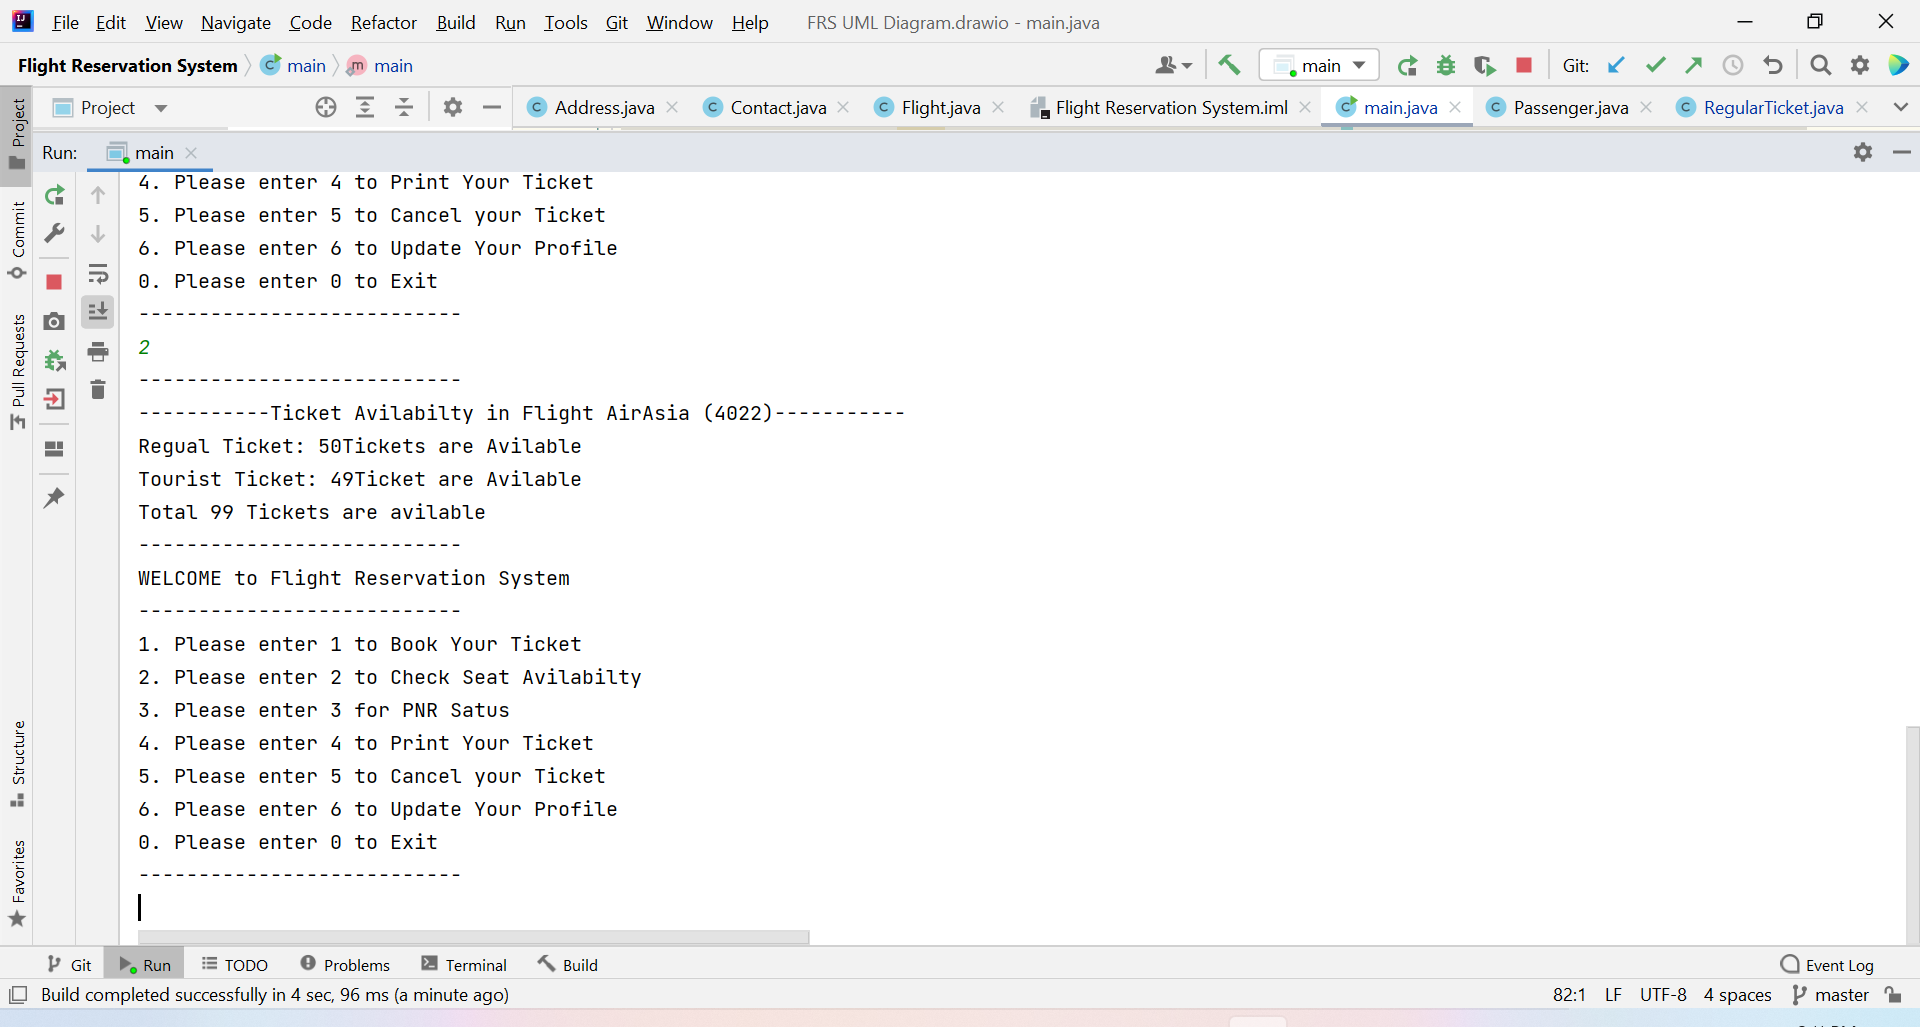 File Edit View Navigate Code Refactor Build Run Tools Git Window Help FRS UML Diagram.drawio - main.java
Flight Reservation System main main main Git:
Project Address.java Contact.java Flight.java Flight Reservation System.iml main.java Passenger.java RegularTicket.java
Run: main
Project
Commit
Pull Requests
Structure
Favorites
4. Please enter 4 to Print Your Ticket
5. Please enter 5 to Cancel your Ticket
6. Please enter 6 to Update Your Profile
0. Please enter 0 to Exit
---------------------------
2
---------------------------
-----------Ticket Avilabilty in Flight AirAsia (4022)-----------
Regual Ticket: 50Tickets are Avilable
Tourist Ticket: 49Ticket are Avilable
Total 99 Tickets are avilable
---------------------------
WELCOME to Flight Reservation System
---------------------------
1. Please enter 1 to Book Your Ticket
2. Please enter 2 to Check Seat Avilabilty
3. Please enter 3 for PNR Satus
4. Please enter 4 to Print Your Ticket
5. Please enter 5 to Cancel your Ticket
6. Please enter 6 to Update Your Profile
0. Please enter 0 to Exit
---------------------------
Git Run TODO Problems Terminal Build Event Log
Build completed successfully in 4 sec, 96 ms (a minute ago) 82:1 LF UTF-8 4 spaces master